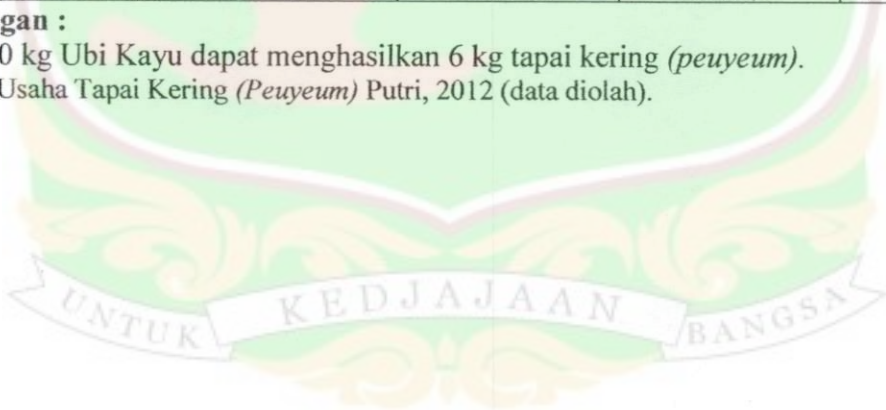 gan :
0 kg Ubi Kayu dapat menghasilkan 6 kg tapai kering (peuyeum).
Usaha Tapai Kering (Peuyeum) Putri, 2012 (data diolah).
UNTUK KEDJAJAAN BANGSA